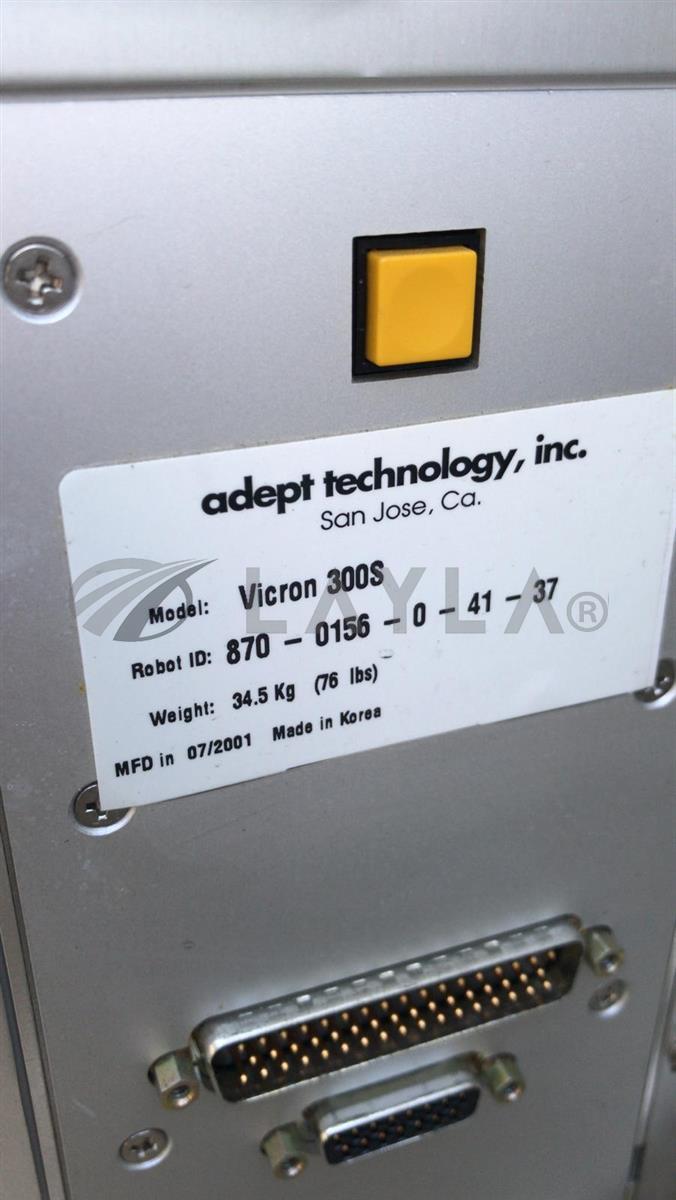 adept technology, inc.
San Jose, Ca.
Model: Vicron 300S
LAYLA®
Robot ID: 870 - 0156 - 0 - 41 - 37
Weight: 34.5 Kg (76 lbs)
MFD in 07/2001 Made in Korea